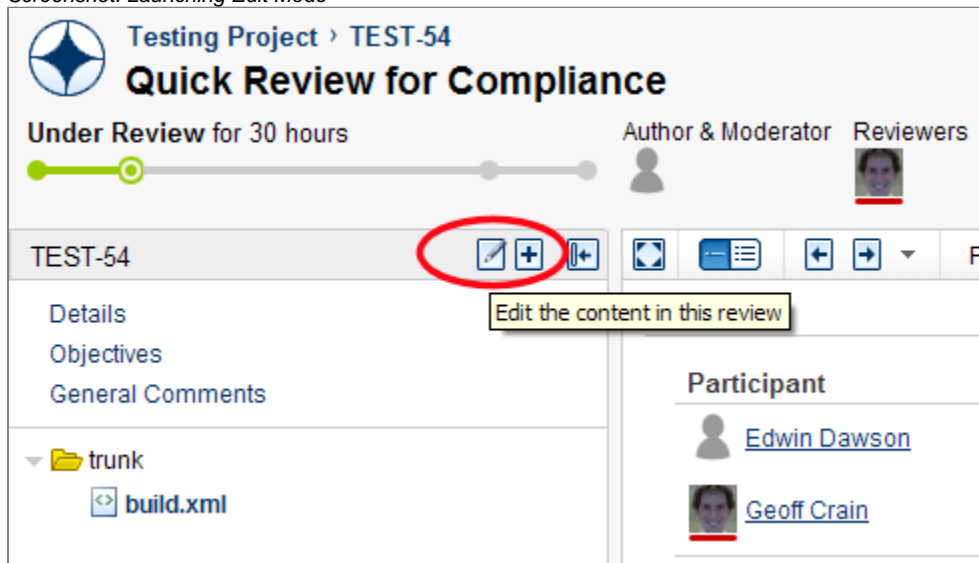 Screenshot: Launching Edit Mode
Testing Project › TEST-54
Quick Review for Compliance
Under Review for 30 hours
Author & Moderator
Reviewers
TEST-54
Edit the content in this review
Details
Objectives
General Comments
trunk
build.xml
Participant
Edwin Dawson
Geoff Crain